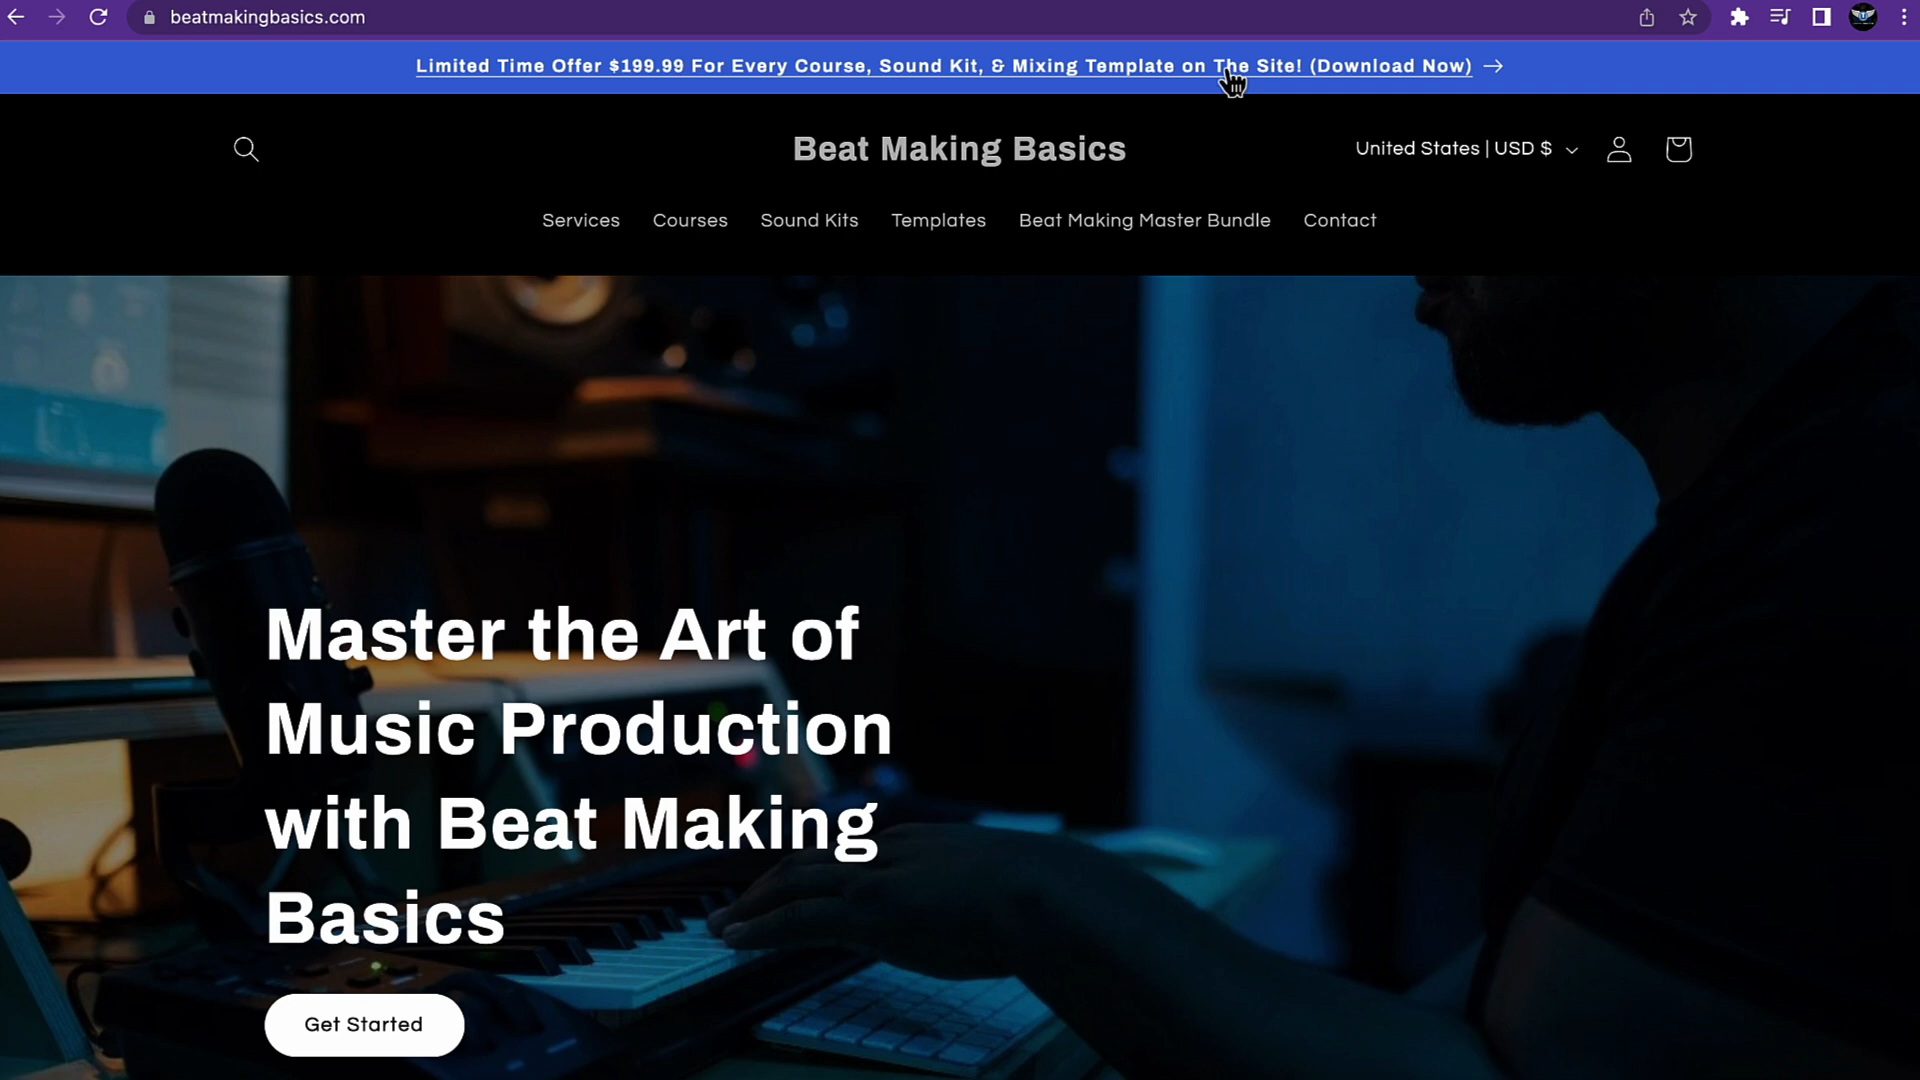 beatmakingbasics.com
Limited Time Offer $199.99 For Every Course, Sound Kit, & Mixing Template on The Site! (Download Now) →
Beat Making Basics
United States | USD $
Services Courses Sound Kits Templates Beat Making Master Bundle Contact
Master the Art of
Music Production
with Beat Making
Basics
Get Started